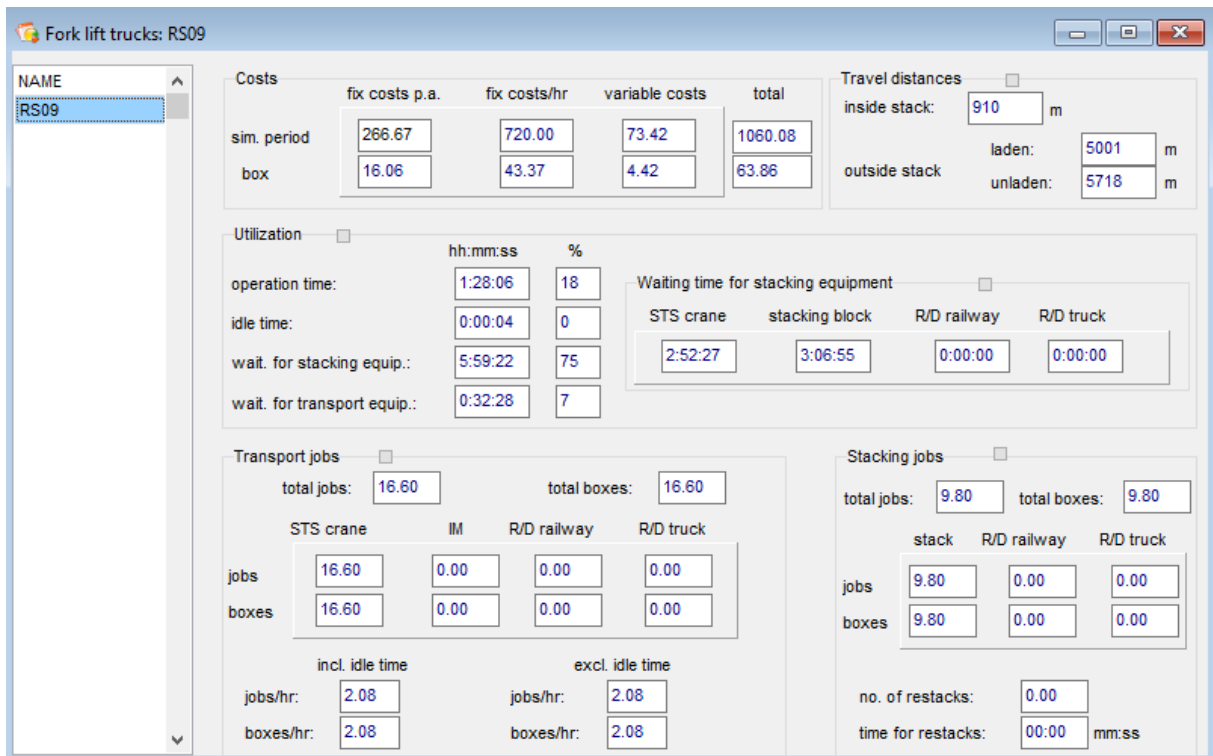 Fork lift trucks: RS09
NAME
RS09
Costs
fix costs p.a. fix costs/hr variable costs total
sim. period 266.67 720.00 73.42 1060.08
box 16.06 43.37 4.42 63.86
Travel distances
inside stack: 910 m
outside stack
laden: 5001 m
unladen: 5718 m
Utilization
hh:mm:ss %
operation time: 1:28:06 18
idle time: 0:00:04 0
wait. for stacking equip.: 5:59:22 75
wait. for transport equip.: 0:32:28 7
Waiting time for stacking equipment
STS crane stacking block R/D railway R/D truck
2:52:27 3:06:55 0:00:00 0:00:00
Transport jobs
total jobs: 16.60 total boxes: 16.60
STS crane IM R/D railway R/D truck
jobs 16.60 0.00 0.00 0.00
boxes 16.60 0.00 0.00 0.00
incl. idle time excl. idle time
jobs/hr: 2.08 jobs/hr: 2.08
boxes/hr: 2.08 boxes/hr: 2.08
Stacking jobs
total jobs: 9.80 total boxes: 9.80
stack R/D railway R/D truck
jobs 9.80 0.00 0.00
boxes 9.80 0.00 0.00
no. of restacks: 0.00
time for restacks: 00:00 mm:ss